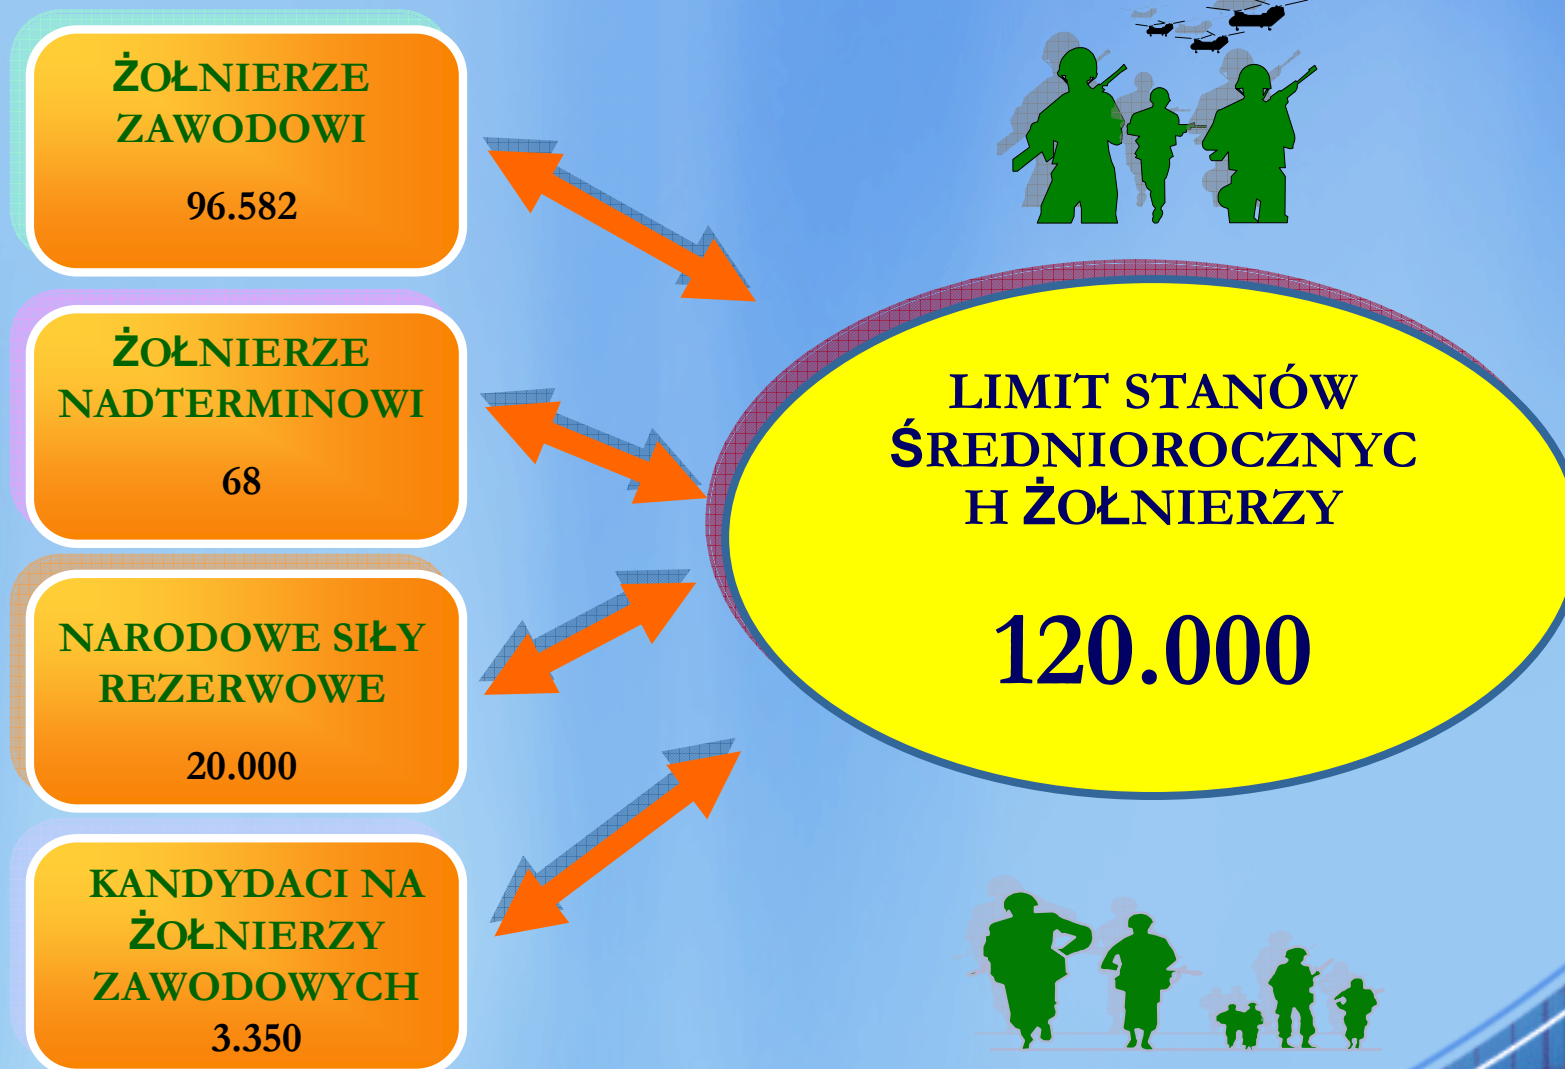 ŻOŁNIERZE
ZAWODOWI
96.582
ŻOŁNIERZE
NADTERMINOWI
68
NARODOWE SIŁY
REZERWOWE
20.000
KANDYDACI NA
ŻOŁNIERZY
ZAWODOWYCH
3.350
LIMIT STANÓW
ŚREDNIOROCZNYC
H ŻOŁNIERZY
120.000